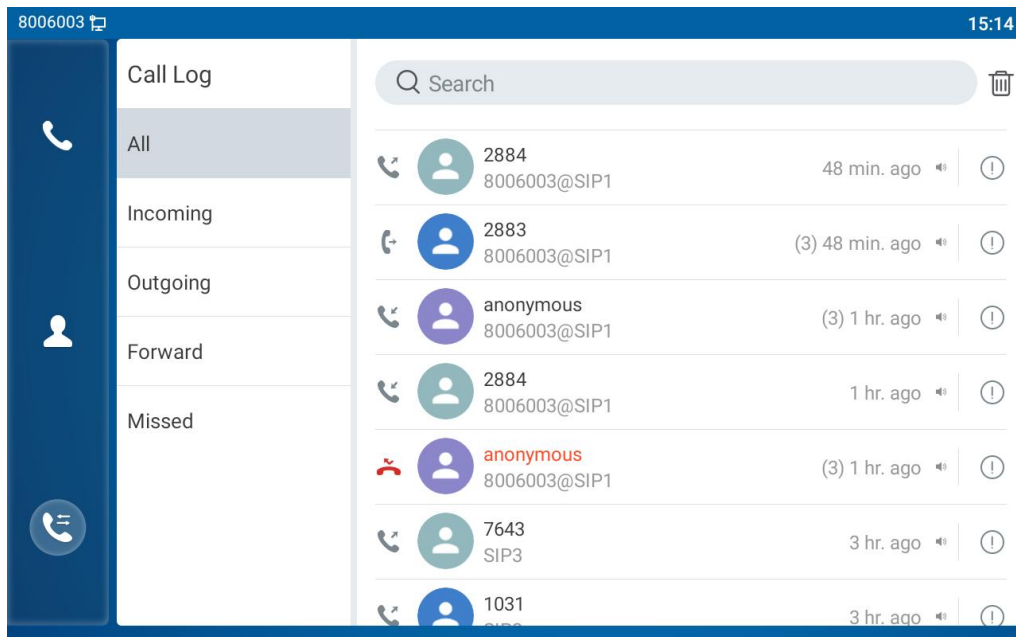 8006003
15:14
Call Log
All
Incoming
Outgoing
Forward
Missed
Search
2884
8006003@SIP1
48 min. ago
2883
8006003@SIP1
(3) 48 min. ago
anonymous
8006003@SIP1
(3) 1 hr. ago
2884
8006003@SIP1
1 hr. ago
anonymous
8006003@SIP1
(3) 1 hr. ago
7643
SIP3
3 hr. ago
1031
3 hr. ago